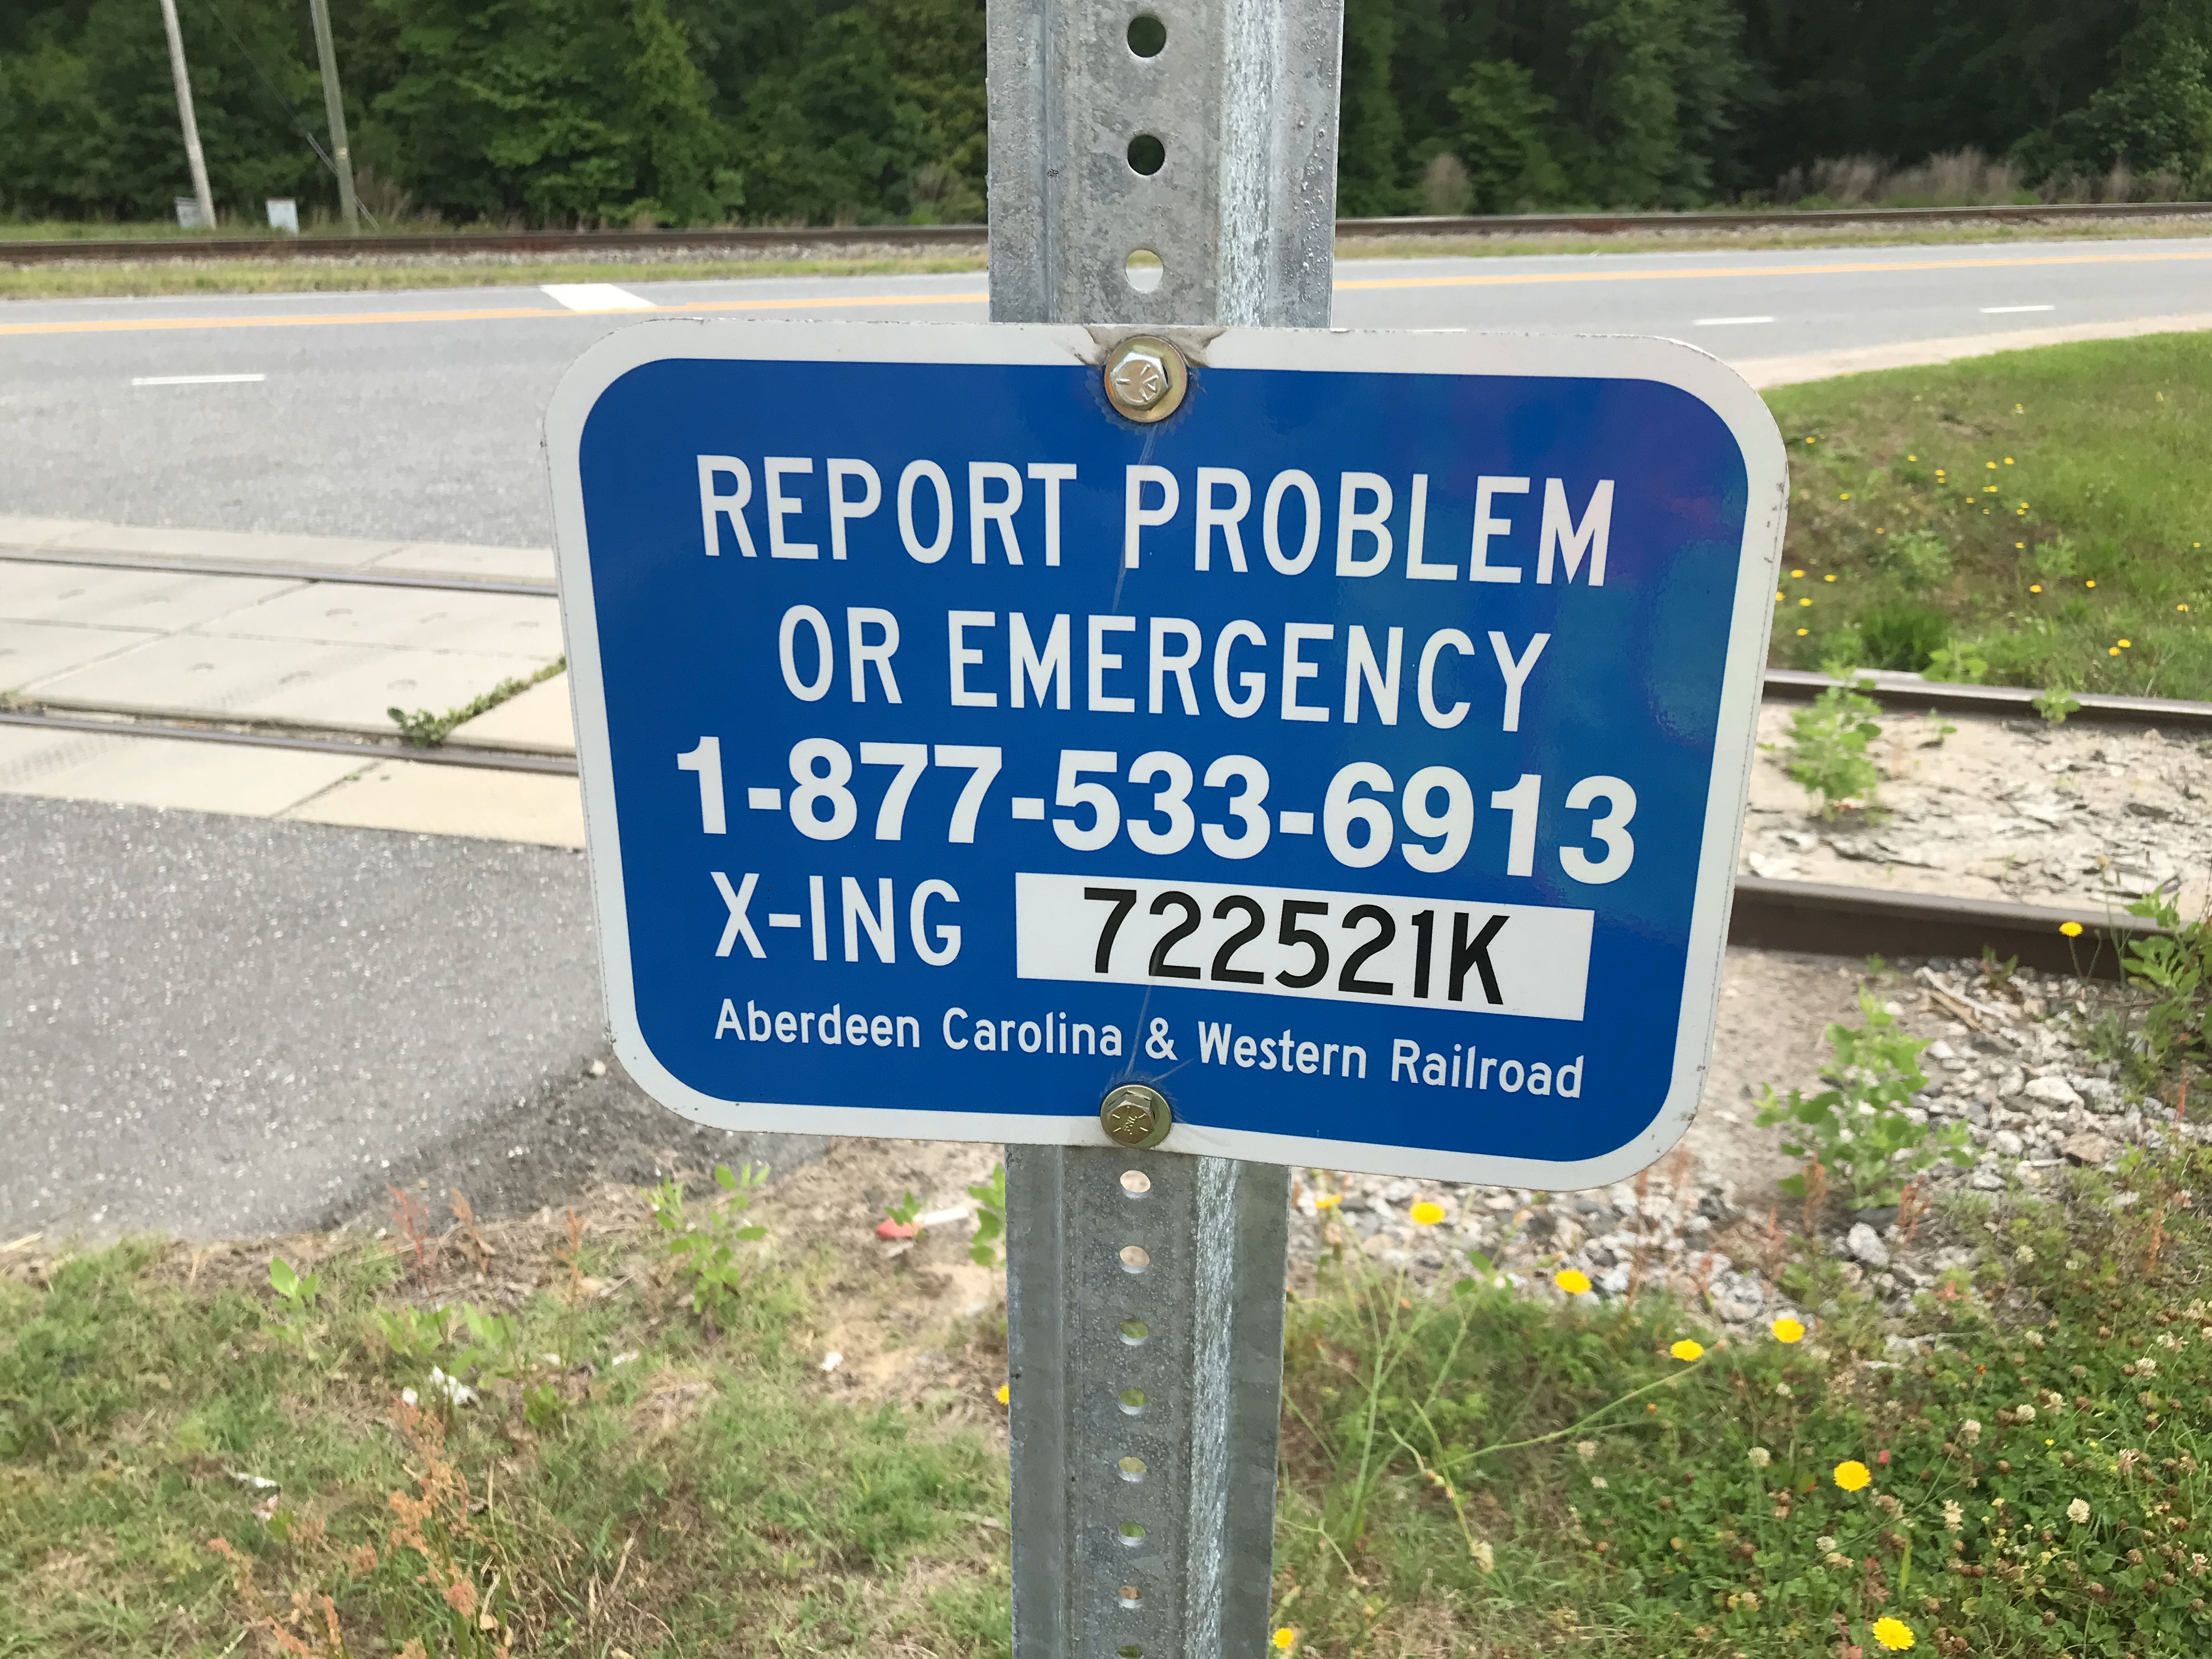 REPORT PROBLEM
OR EMERGENCY
1-877-533-6913
X-ING 722521K
Aberdeen Carolina & Western Railroad